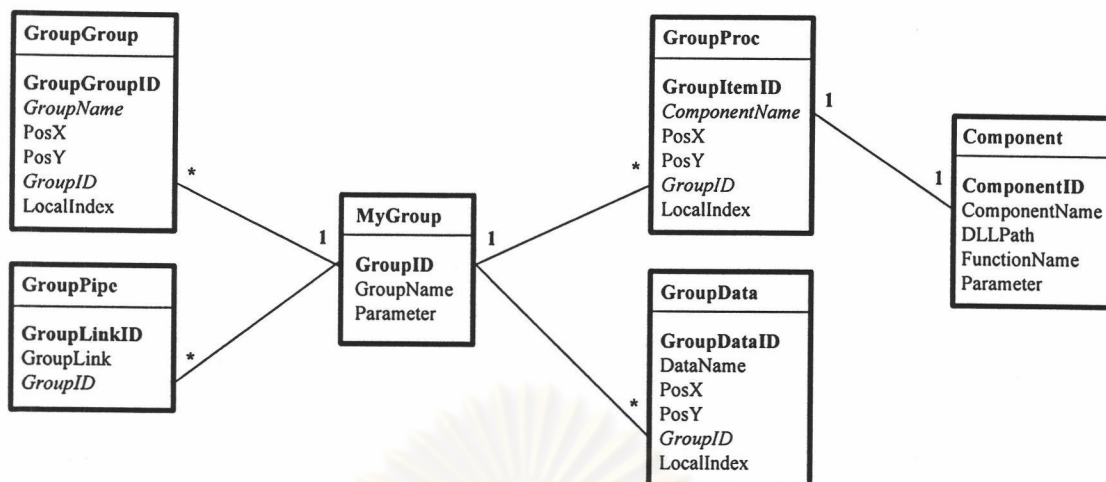 GroupGroup
GroupGroupID
GroupName
PosX
PosY
GroupID
LocalIndex
*
GroupPipe
GroupLinkID
GroupLink
GroupID
*
1
MyGroup
GroupID
GroupName
Parameter
1
GroupProc
GroupItemID
ComponentName
PosX
PosY
GroupID
LocalIndex
*
1
GroupData
GroupDataID
DataName
PosX
PosY
GroupID
LocalIndex
*
1
Component
ComponentID
ComponentName
DLLPath
FunctionName
Parameter